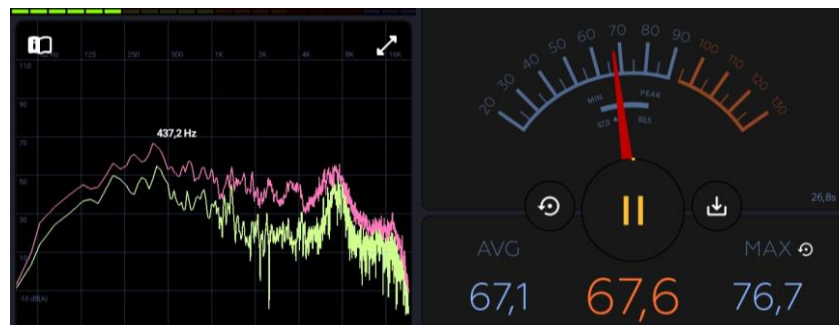 125 250 500 1K 2K 4K 8K 16K
110
90
70
437,2 Hz
50
30
10
-10 dB(A)
20 30 40 50 60 70 80 90 100 110 120 130
MIN PEAK
57,3 83,5
26,8s
AVG MAX
67,1 67,6 76,7